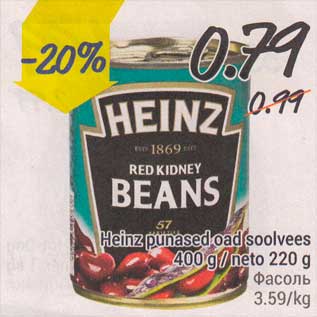 -20%
0.79
0.99
HEINZ
ESTD 1869
RED KIDNEY
BEANS
57
Heinz punased oad soolvees
400 g / neto 220 g
Фасоль
3.59/kg